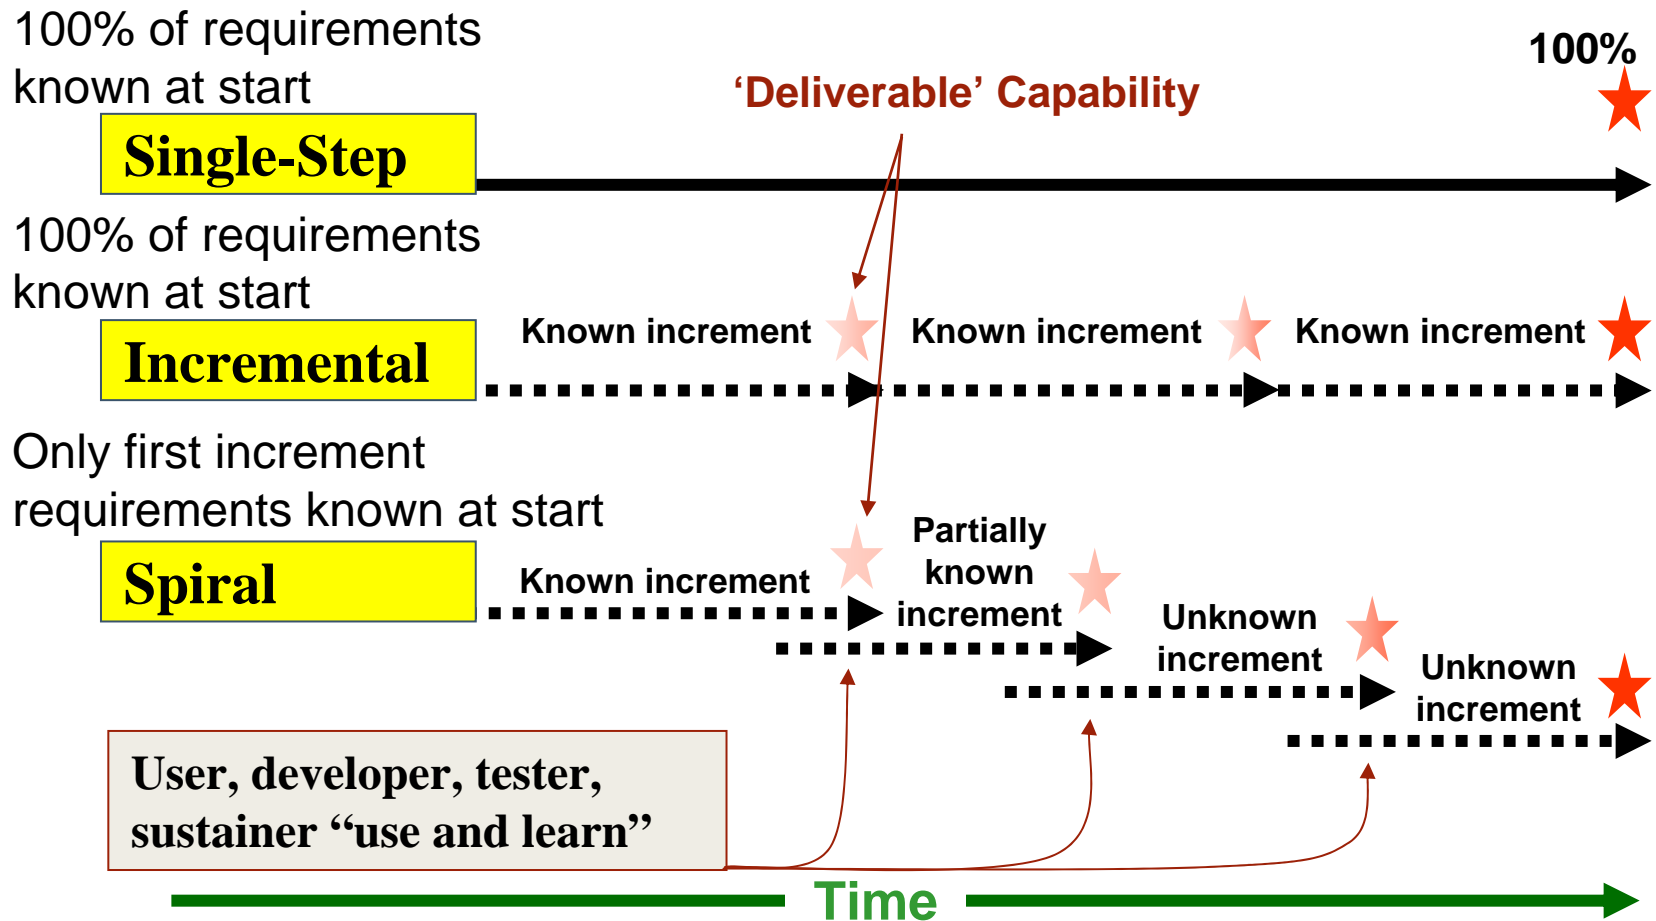 100% of requirements
known at start
100%
‘Deliverable’ Capability
Single-Step
100% of requirements
known at start
Known increment
Known increment
Known increment
Incremental
Only first increment
requirements known at start
Partially
known
increment
Known increment
Spiral
Unknown
increment
Unknown
increment
User, developer, tester,
sustainer “use and learn”
Time